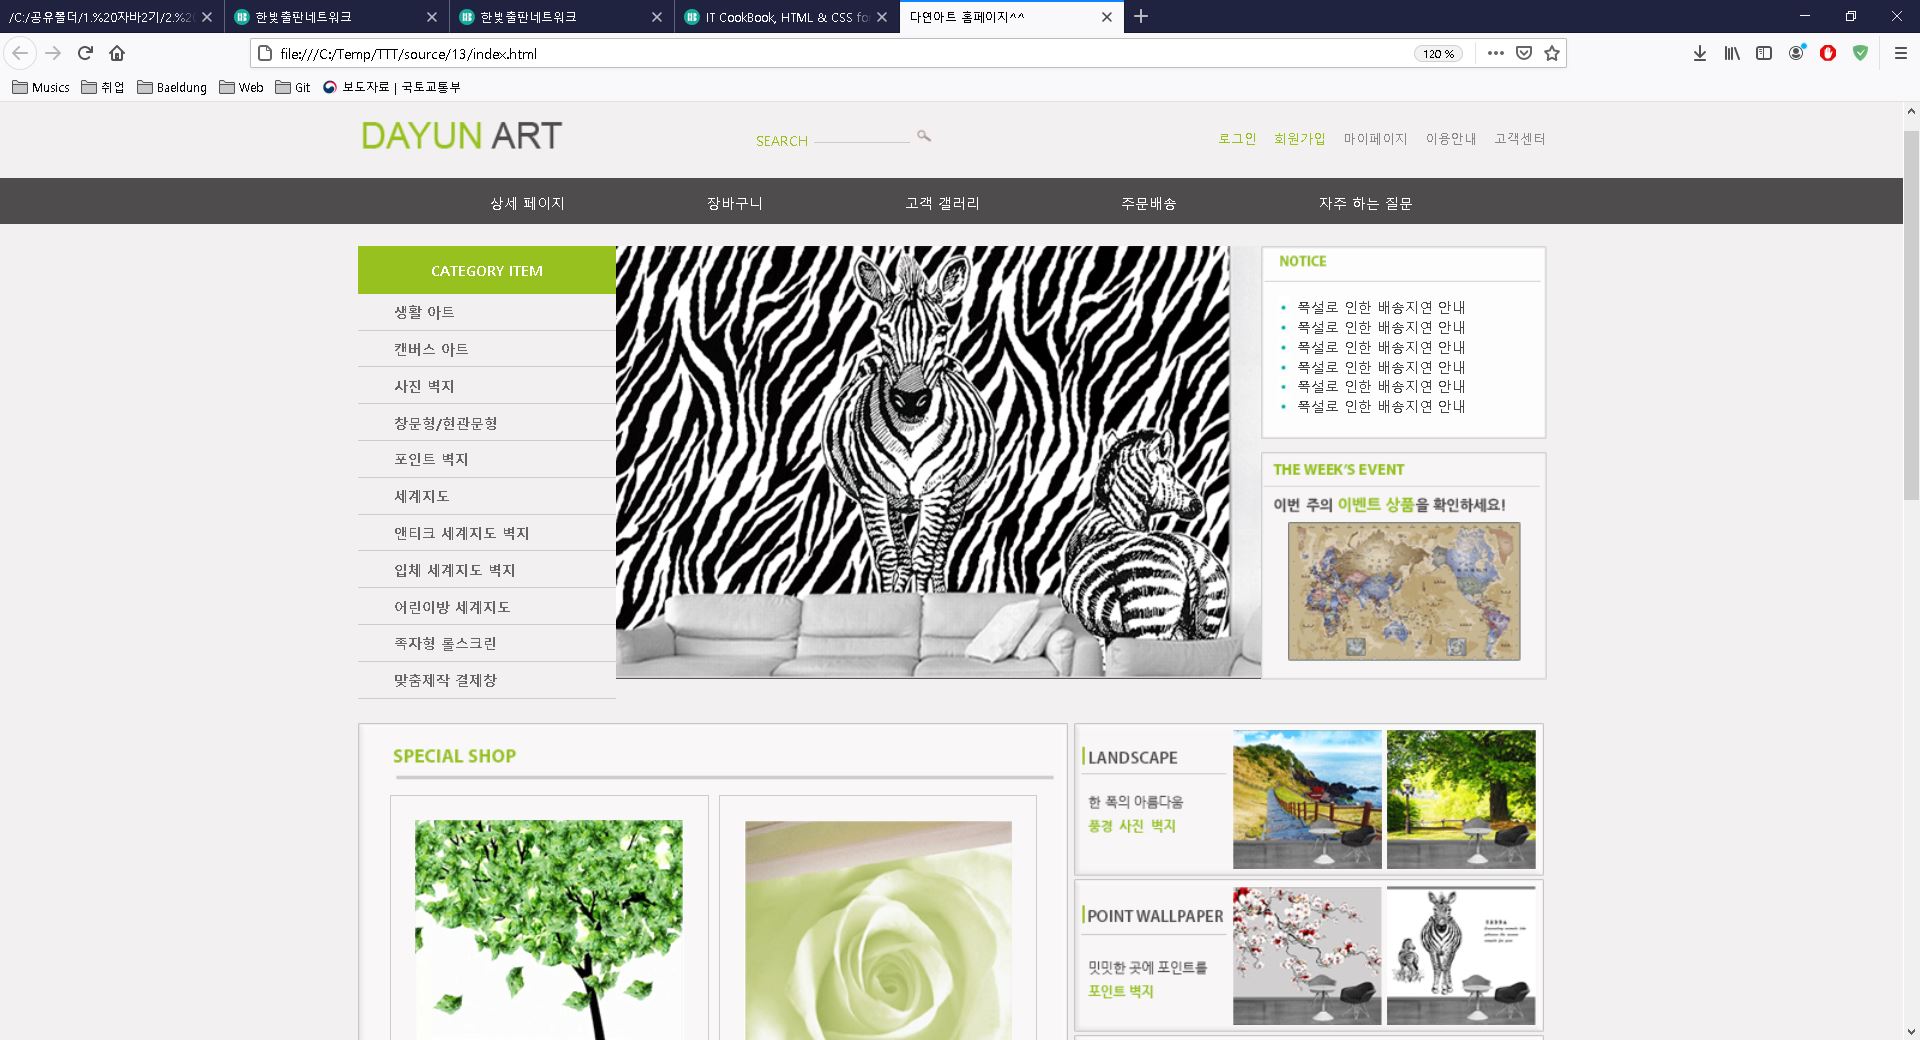 /C:/공유폴더/1.%20자바2기/2.%20
한빛출판네트워크
한빛출판네트워크
IT CookBook, HTML & CSS for
다연아트 홈페이지^^
file:///C:/Temp/TTT/source/13/index.html
120 %
Musics
취업
Baeldung
Web
Git
보도자료 | 국토교통부
DAYUN ART
SEARCH
로그인 회원가입 마이페이지 이용안내 고객센터
상세 페이지 장바구니 고객 갤러리 주문배송 자주 하는 질문
CATEGORY ITEM
생활 아트
캔버스 아트
사진 벽지
창문형/현관문형
포인트 벽지
세계지도
앤티크 세계지도 벽지
입체 세계지도 벽지
어린이방 세계지도
족자형 롤스크린
맞춤제작 결제창
NOTICE
폭설로 인한 배송지연 안내
폭설로 인한 배송지연 안내
폭설로 인한 배송지연 안내
폭설로 인한 배송지연 안내
폭설로 인한 배송지연 안내
폭설로 인한 배송지연 안내
THE WEEK'S EVENT
이번 주의 이벤트 상품을 확인하세요!
SPECIAL SHOP
LANDSCAPE
한 폭의 아름다움
풍경 사진 벽지
POINT WALLPAPER
밋밋한 곳에 포인트를
포인트 벽지